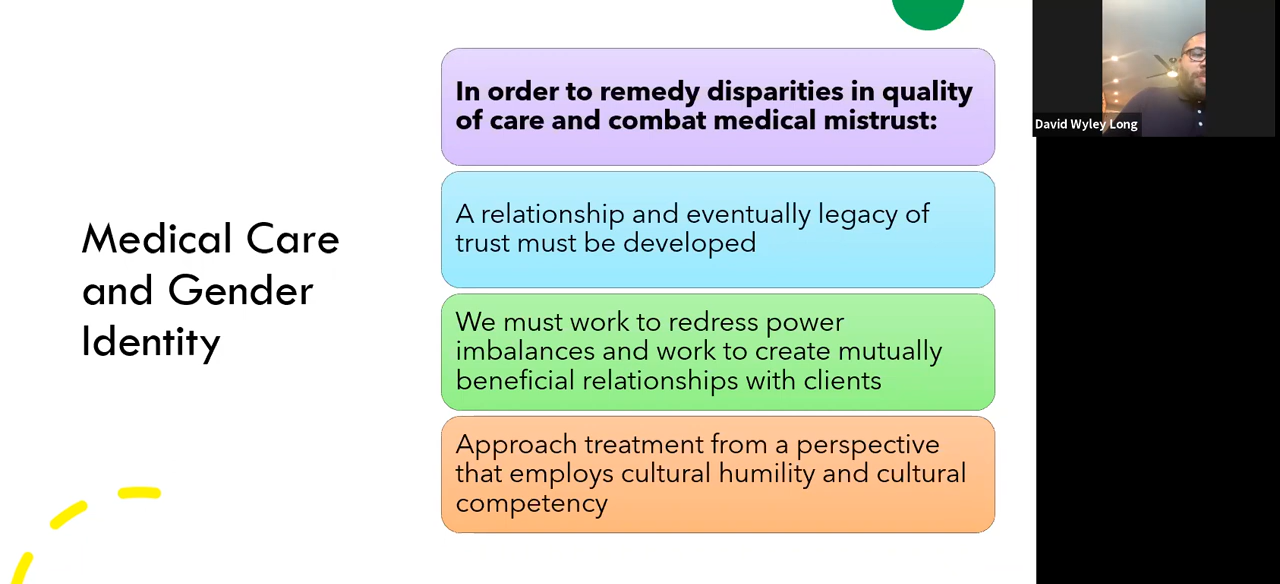 Medical Care
and Gender
Identity
In order to remedy disparities in quality
of care and combat medical mistrust:
A relationship and eventually legacy of
trust must be developed
We must work to redress power
imbalances and work to create mutually
beneficial relationships with clients
Approach treatment from a perspective
that employs cultural humility and cultural
competency
David Wyley Long